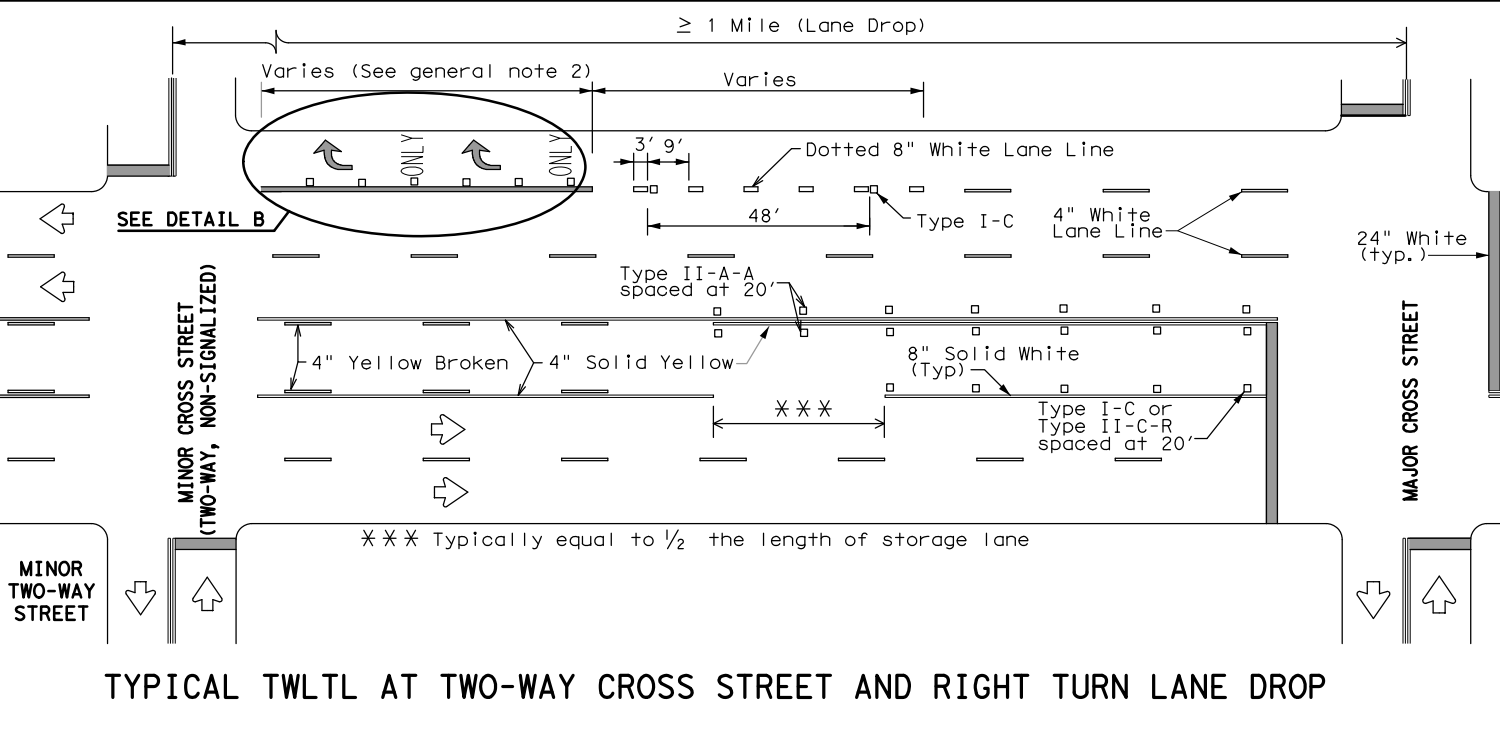 ≥ 1 Mile (Lane Drop)
Varies (See general note 2)
Varies
ONLY
ONLY
3' 9'
Dotted 8" White Lane Line
SEE DETAIL B
48'
Type I-C
4" White
Lane Line
24" White
(typ.)
Type II-A-A
spaced at 20'
MINOR CROSS STREET
(TWO-WAY, NON-SIGNALIZED)
4" Yellow Broken
4" Solid Yellow
8" Solid White
(Typ)
***
Type I-C or
Type II-C-R
spaced at 20'
MAJOR CROSS STREET
*** Typically equal to ½ the length of storage lane
MINOR
TWO-WAY
STREET
TYPICAL TWLTL AT TWO-WAY CROSS STREET AND RIGHT TURN LANE DROP